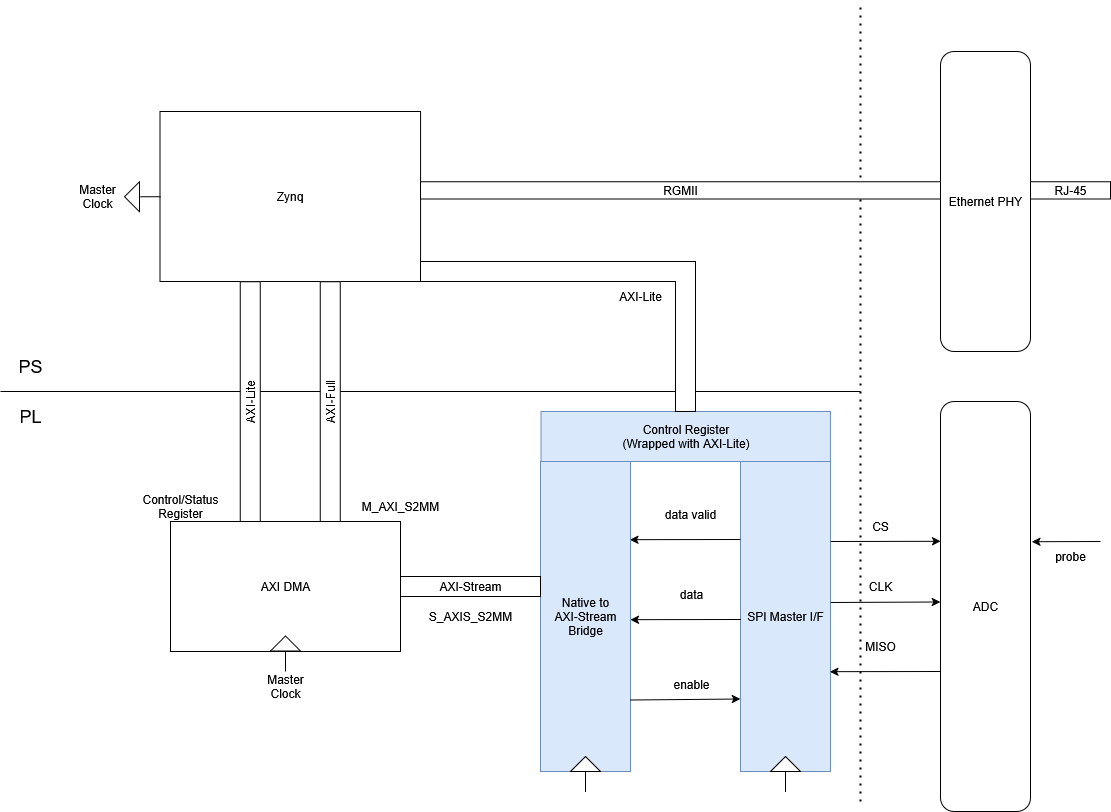 Master
Clock
Zynq
RGMII
Ethernet PHY
RJ-45
AXI-Lite
PS
PL
AXI-Lite
AXI-Full
Control Register
(Wrapped with AXI-Lite)
Control/Status
Register
M_AXI_S2MM
AXI DMA
AXI-Stream
S_AXIS_S2MM
Master
Clock
Native to
AXI-Stream
Bridge
data valid
data
enable
SPI Master I/F
CS
CLK
MISO
ADC
probe